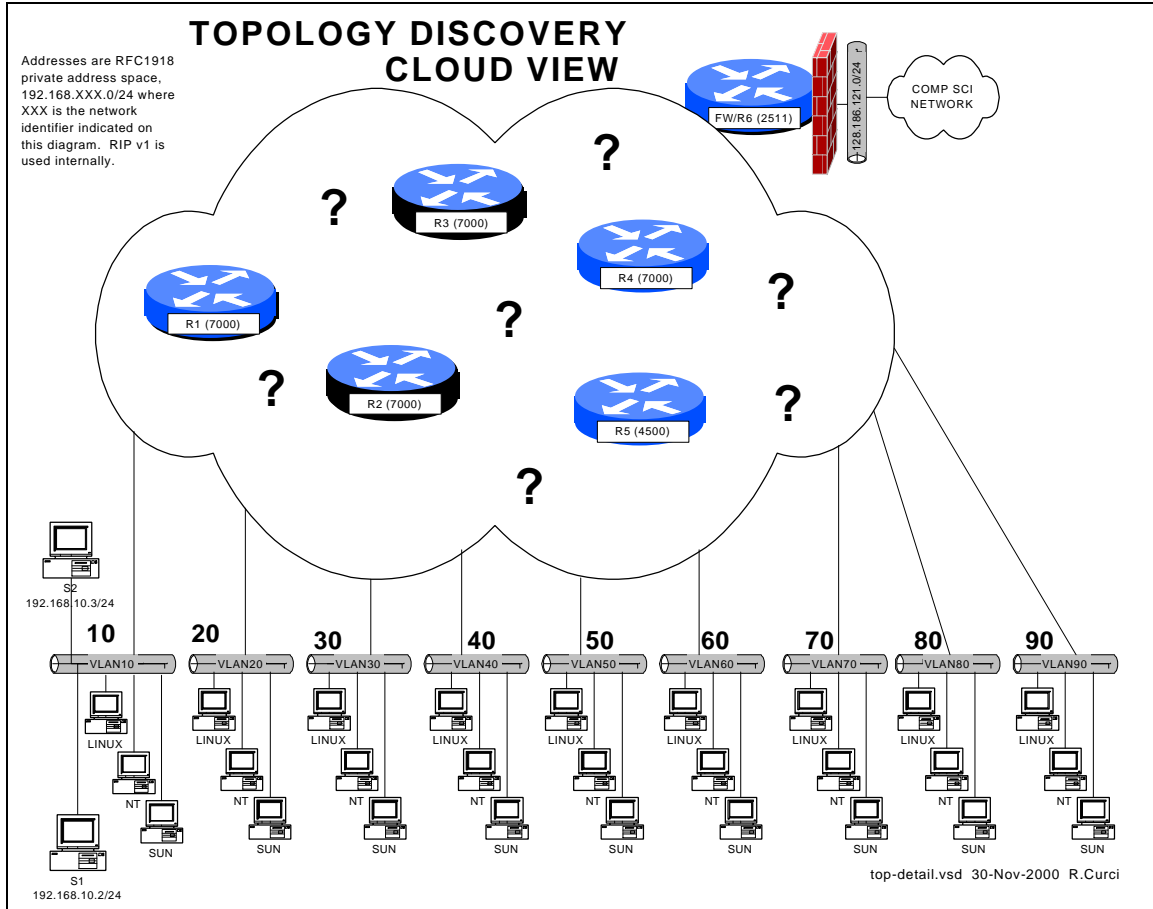 TOPOLOGY DISCOVERY
CLOUD VIEW
Addresses are RFC1918
private address space,
192.168.XXX.0/24 where
XXX is the network
identifier indicated on
this diagram. RIP v1 is
used internally.
FW/R6 (2511)
128.186.121.0/24
COMP SCI
NETWORK
?
?
R3 (7000)
R4 (7000)
?
?
R1 (7000)
?
R2 (7000)
?
R5 (4500)
?
S2
192.168.10.3/24
10
20
30
40
50
60
70
80
90
VLAN10
VLAN20
VLAN30
VLAN40
VLAN50
VLAN60
VLAN70
VLAN80
VLAN90
LINUX
LINUX
LINUX
LINUX
LINUX
LINUX
LINUX
LINUX
LINUX
NT
NT
NT
NT
NT
NT
NT
NT
NT
SUN
SUN
SUN
SUN
SUN
SUN
SUN
SUN
SUN
S1
192.168.10.2/24
top-detail.vsd 30-Nov-2000 R.Curci